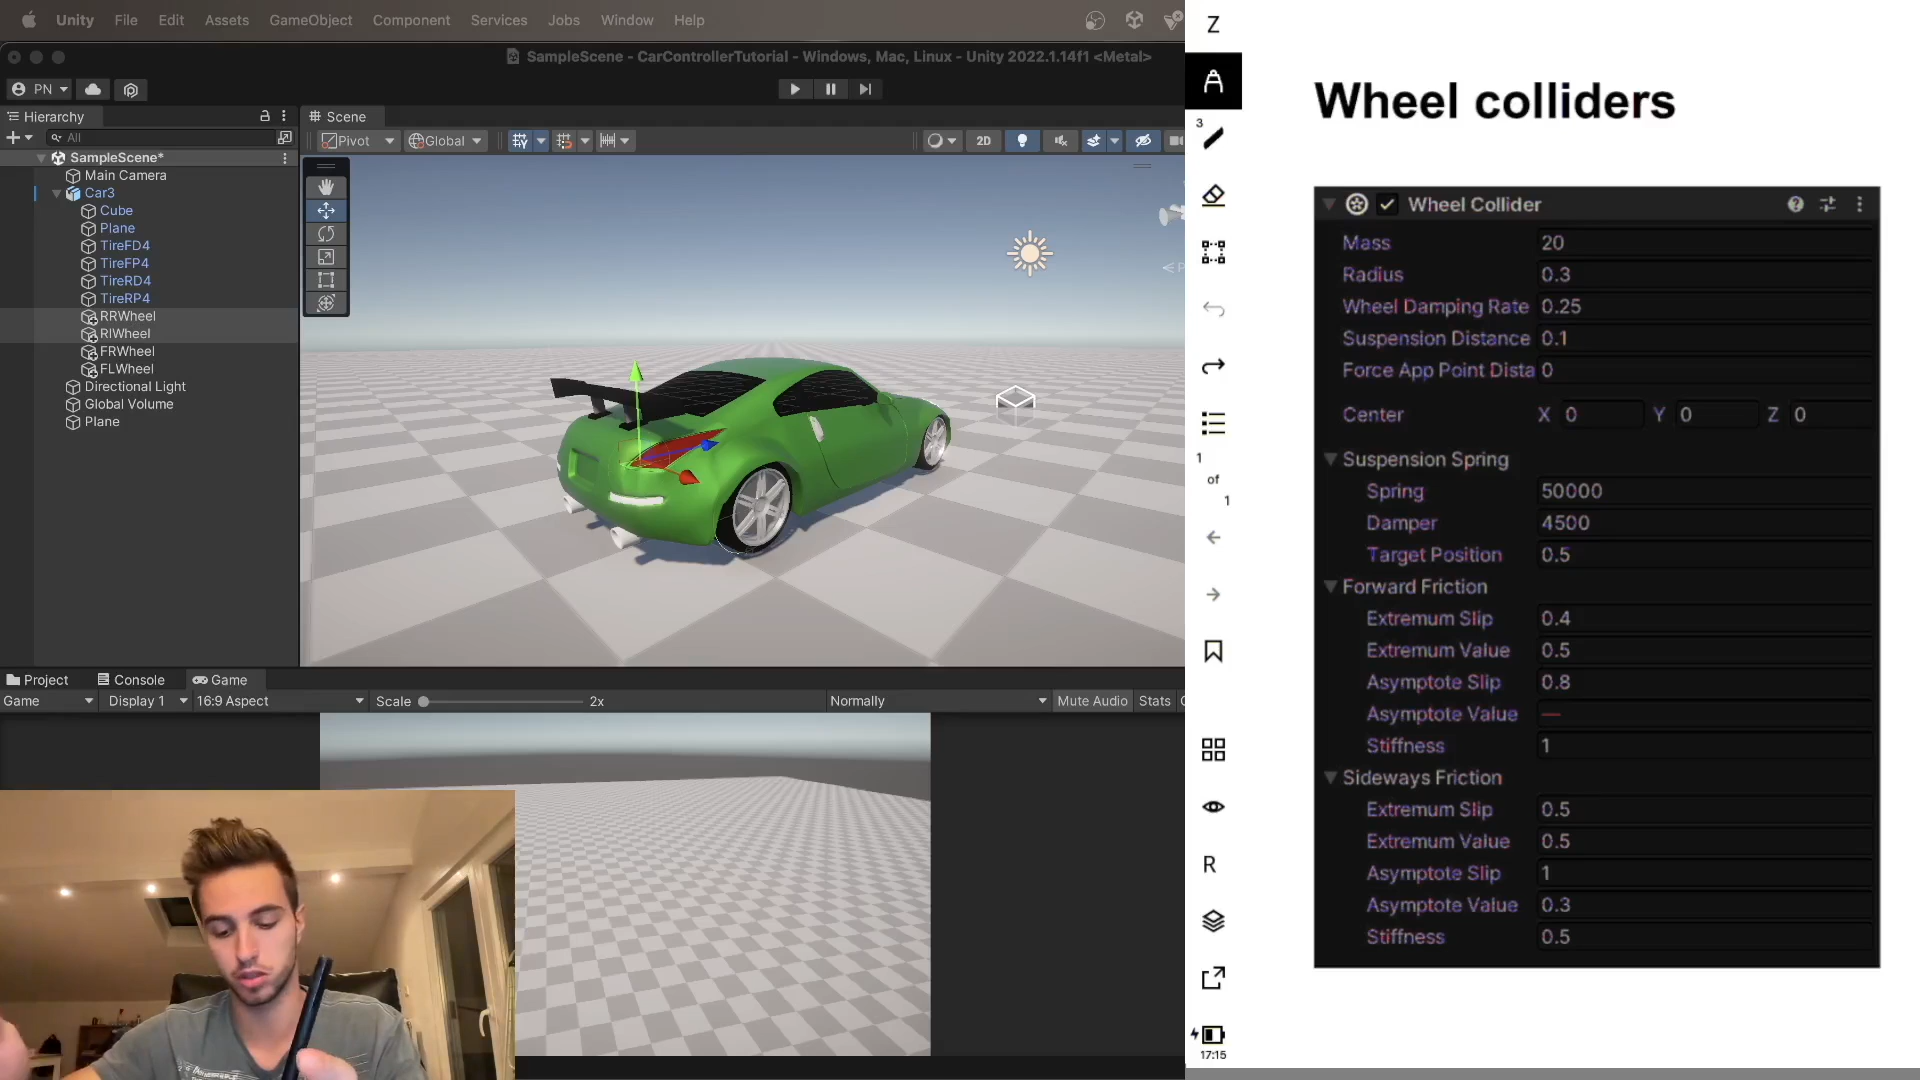 Unity File Edit Assets GameObject Component Services Jobs Window Help
SampleScene - CarControllerTutorial - Windows, Mac, Linux - Unity 2022.1.14f1 <Metal>
PN
Hierarchy
All
SampleScene*
Main Camera
Car3
Cube
Plane
TireFD4
TireFP4
TireRD4
TireRP4
RRWheel
RlWheel
FRWheel
FLWheel
Directional Light
Global Volume
Plane
Scene
Pivot Global 2D
Project Console Game
Game Display 1 16:9 Aspect Scale 2x Normally Mute Audio Stats
Z
3
1
of
1
R
17:15
Wheel colliders
Wheel Collider
Mass 20
Radius 0.3
Wheel Damping Rate 0.25
Suspension Distance 0.1
Force App Point Dista 0
Center X 0 Y 0 Z 0
Suspension Spring
Spring 50000
Damper 4500
Target Position 0.5
Forward Friction
Extremum Slip 0.4
Extremum Value 0.5
Asymptote Slip 0.8
Asymptote Value —
Stiffness 1
Sideways Friction
Extremum Slip 0.5
Extremum Value 0.5
Asymptote Slip 1
Asymptote Value 0.3
Stiffness 0.5